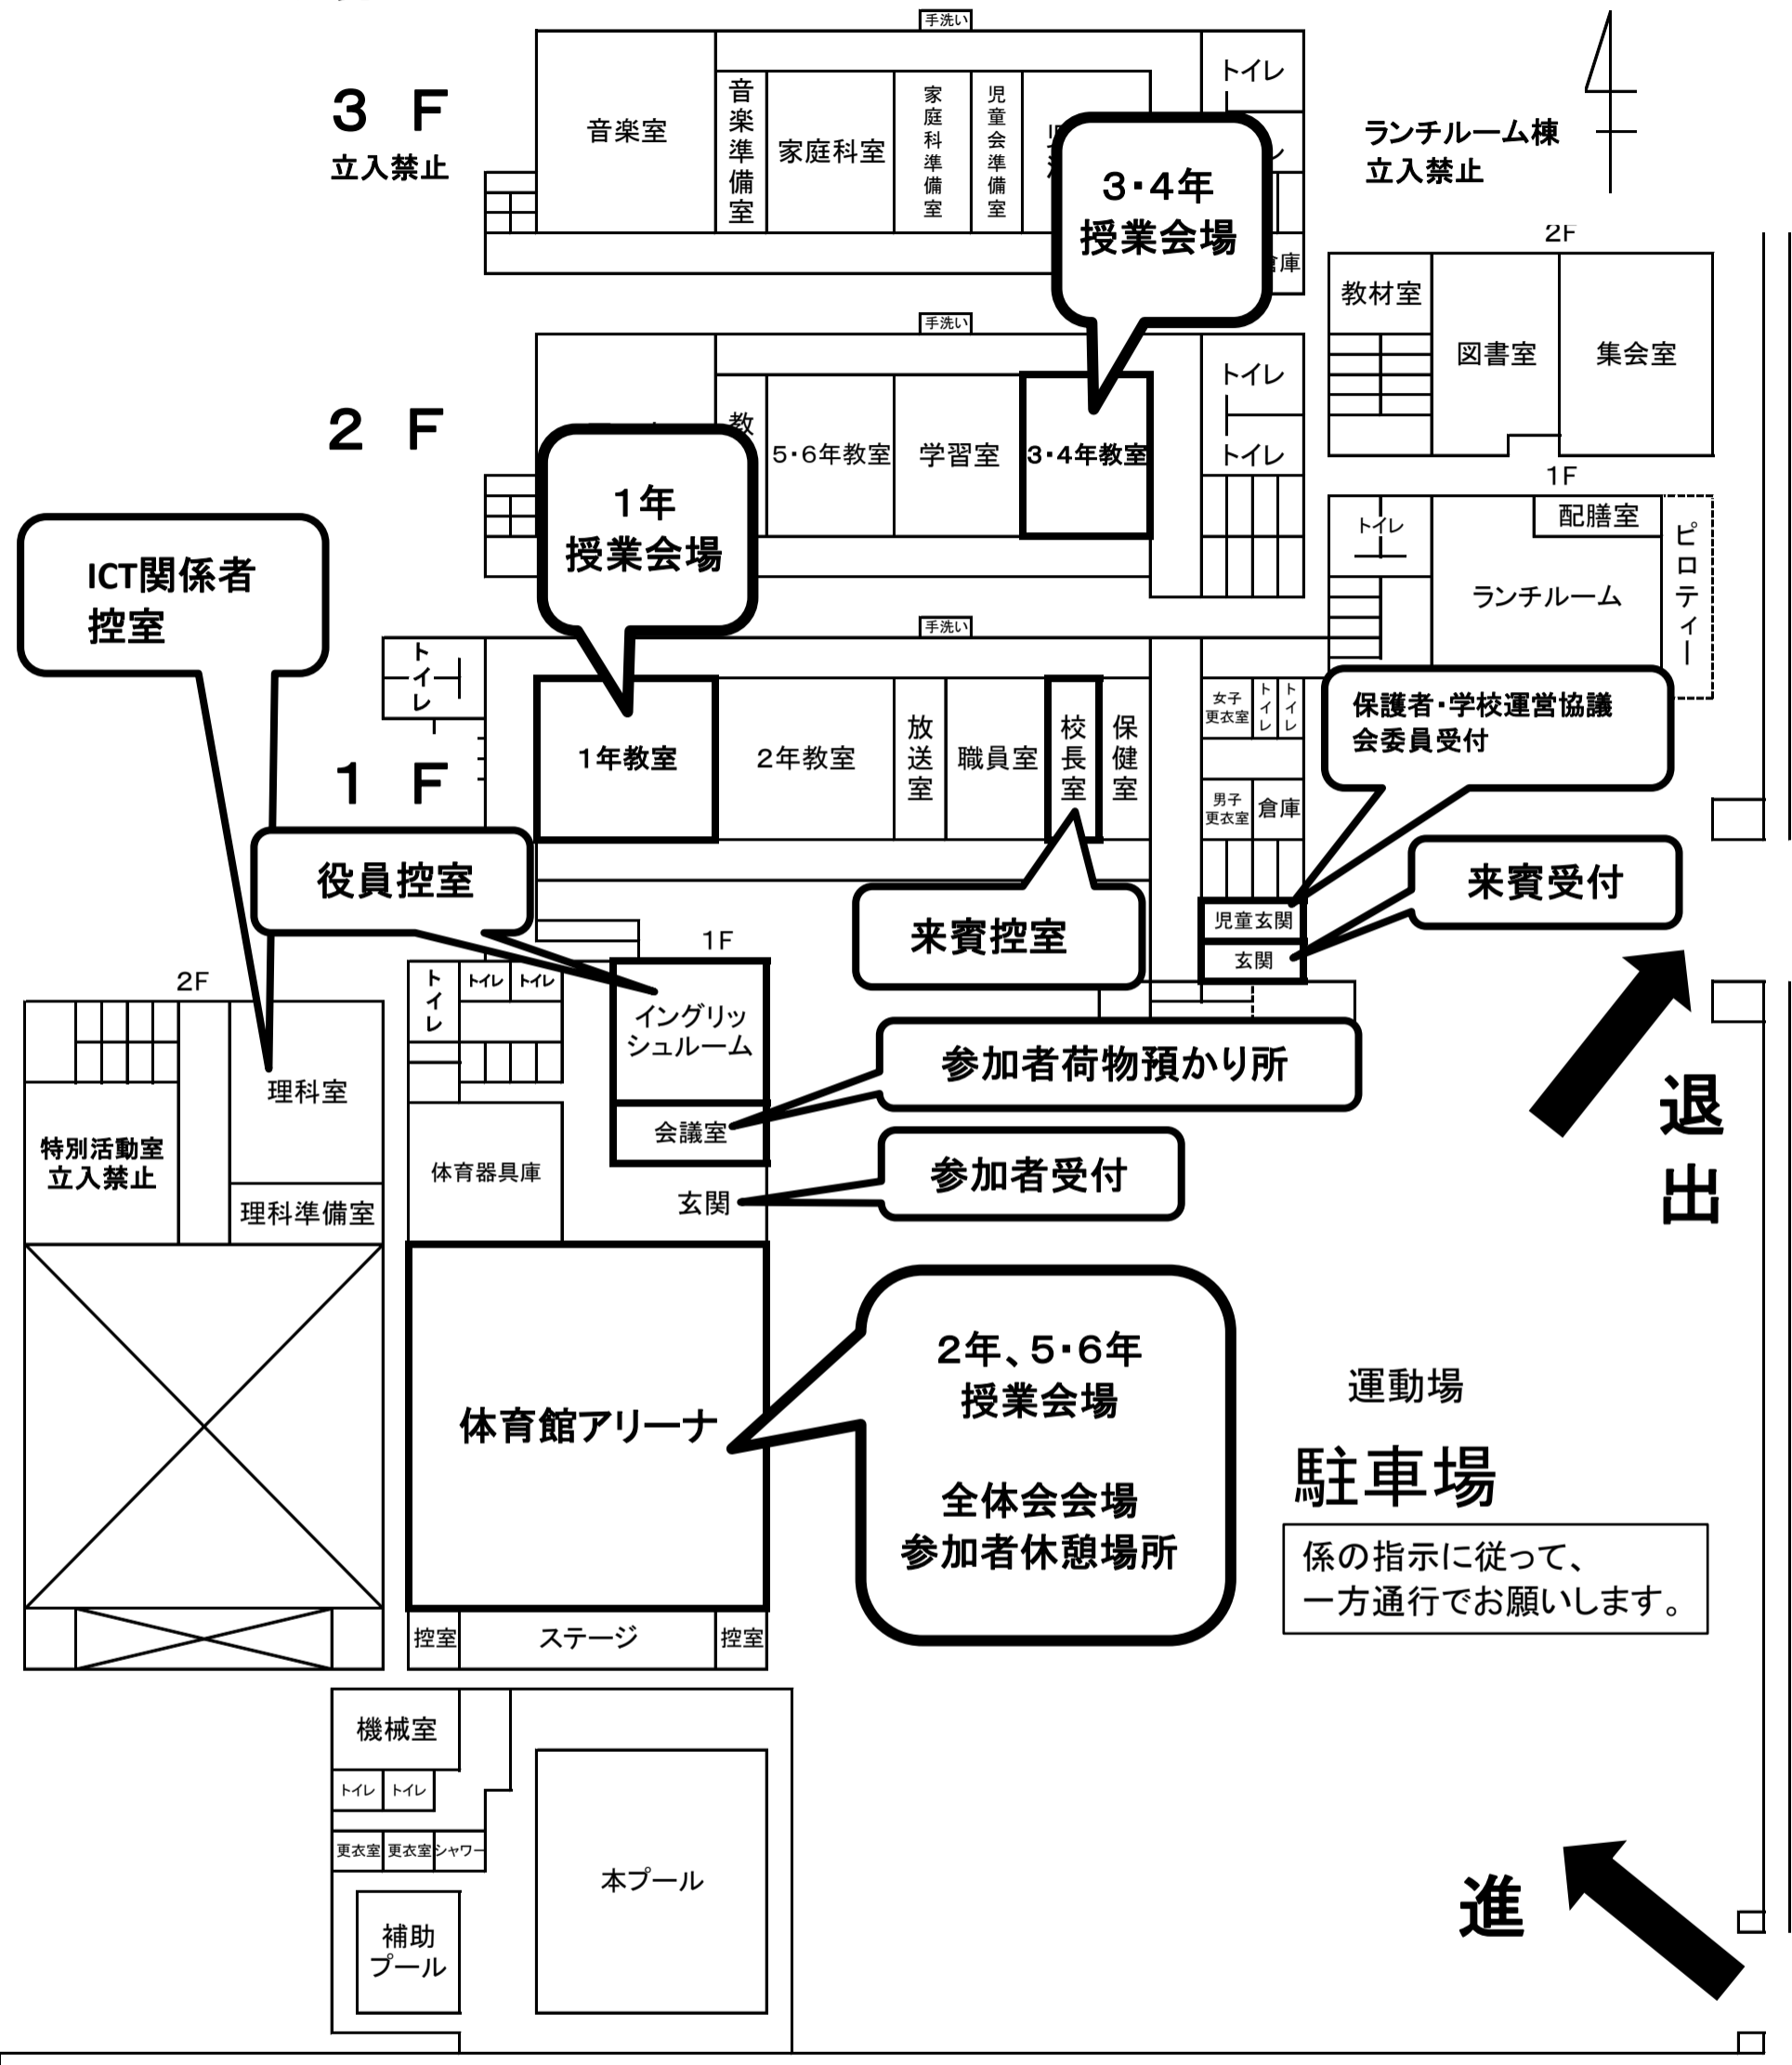 手洗い
3 F
立入禁止
音楽室
音楽準備室
家庭科室
家庭科準備室
児童会準備室
トイレ
倉庫
3・4年
授業会場
ランチルーム棟
立入禁止
2F
教材室
図書室
集会室
手洗い
2 F
教
5・6年教室
学習室
3・4年教室
トイレ
トイレ
1年
授業会場
1F
トイレ
配膳室
ランチルーム
ピロティー
ICT関係者
控室
手洗い
トイレ
1 F
1年教室
2年教室
放送室
職員室
校長室
保健室
女子
更衣室
トイレ
トイレ
男子
更衣室
倉庫
保護者・学校運営協議
会委員受付
児童玄関
玄関
来賓受付
役員控室
来賓控室
1F
トイレ
トイレ
トイレ
イングリッ
シュルーム
会議室
参加者荷物預かり所
体育器具庫
玄関
参加者受付
2F
理科室
特別活動室
立入禁止
理科準備室
退出
体育館アリーナ
2年、5・6年
授業会場
全体会会場
参加者休憩場所
運動場
駐車場
係の指示に従って、
一方通行でお願いします。
控室
ステージ
控室
機械室
トイレ
トイレ
更衣室
更衣室
シャワー
本プール
補助
プール
進